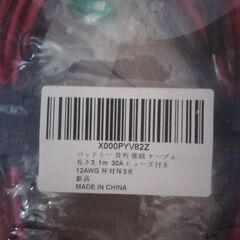 X000PYV82Z
バッテリー 並列 接続 ケーブル、
長さ3.1m 30A ヒューズ付き
12AWG 环对环3米
新品
MADE IN CHINA